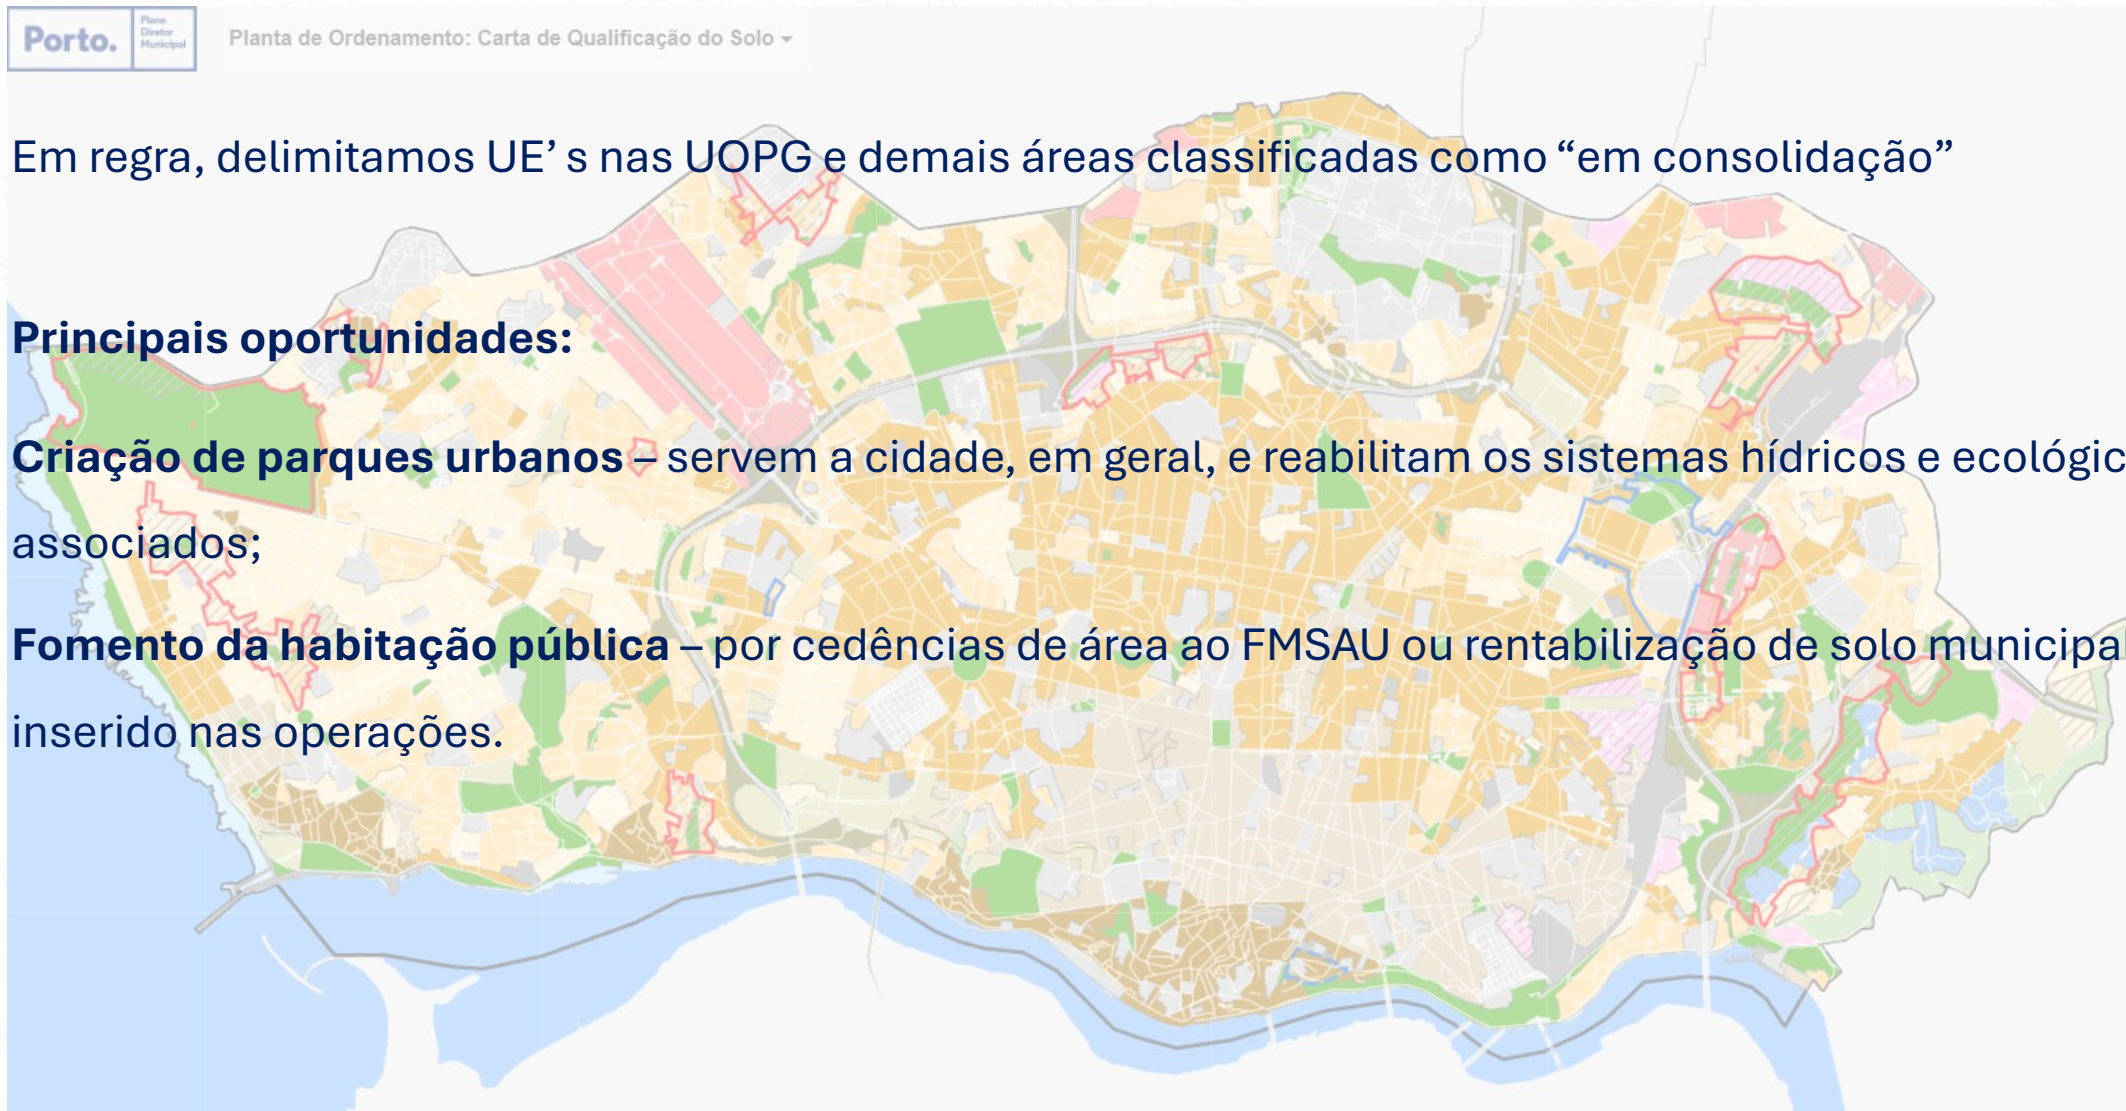 Porto.
Plano
Diretor
Municipal
Planta de Ordenamento: Carta de Qualificação do Solo
Em regra, delimitamos UE’ s nas UOPG e demais áreas classificadas como “em consolidação”
Principais oportunidades:
Criação de parques urbanos – servem a cidade, em geral, e reabilitam os sistemas hídricos e ecológic
associados;
Fomento da habitação pública – por cedências de área ao FMSAU ou rentabilização de solo municipal
inserido nas operações.